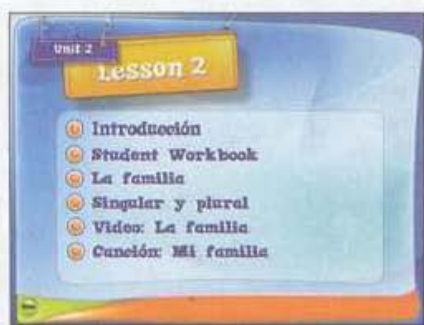 Unit 2
Lesson 2
Introducción
Student Workbook
La familia
Singular y plural
Video: La familia
Canción: Mi familia